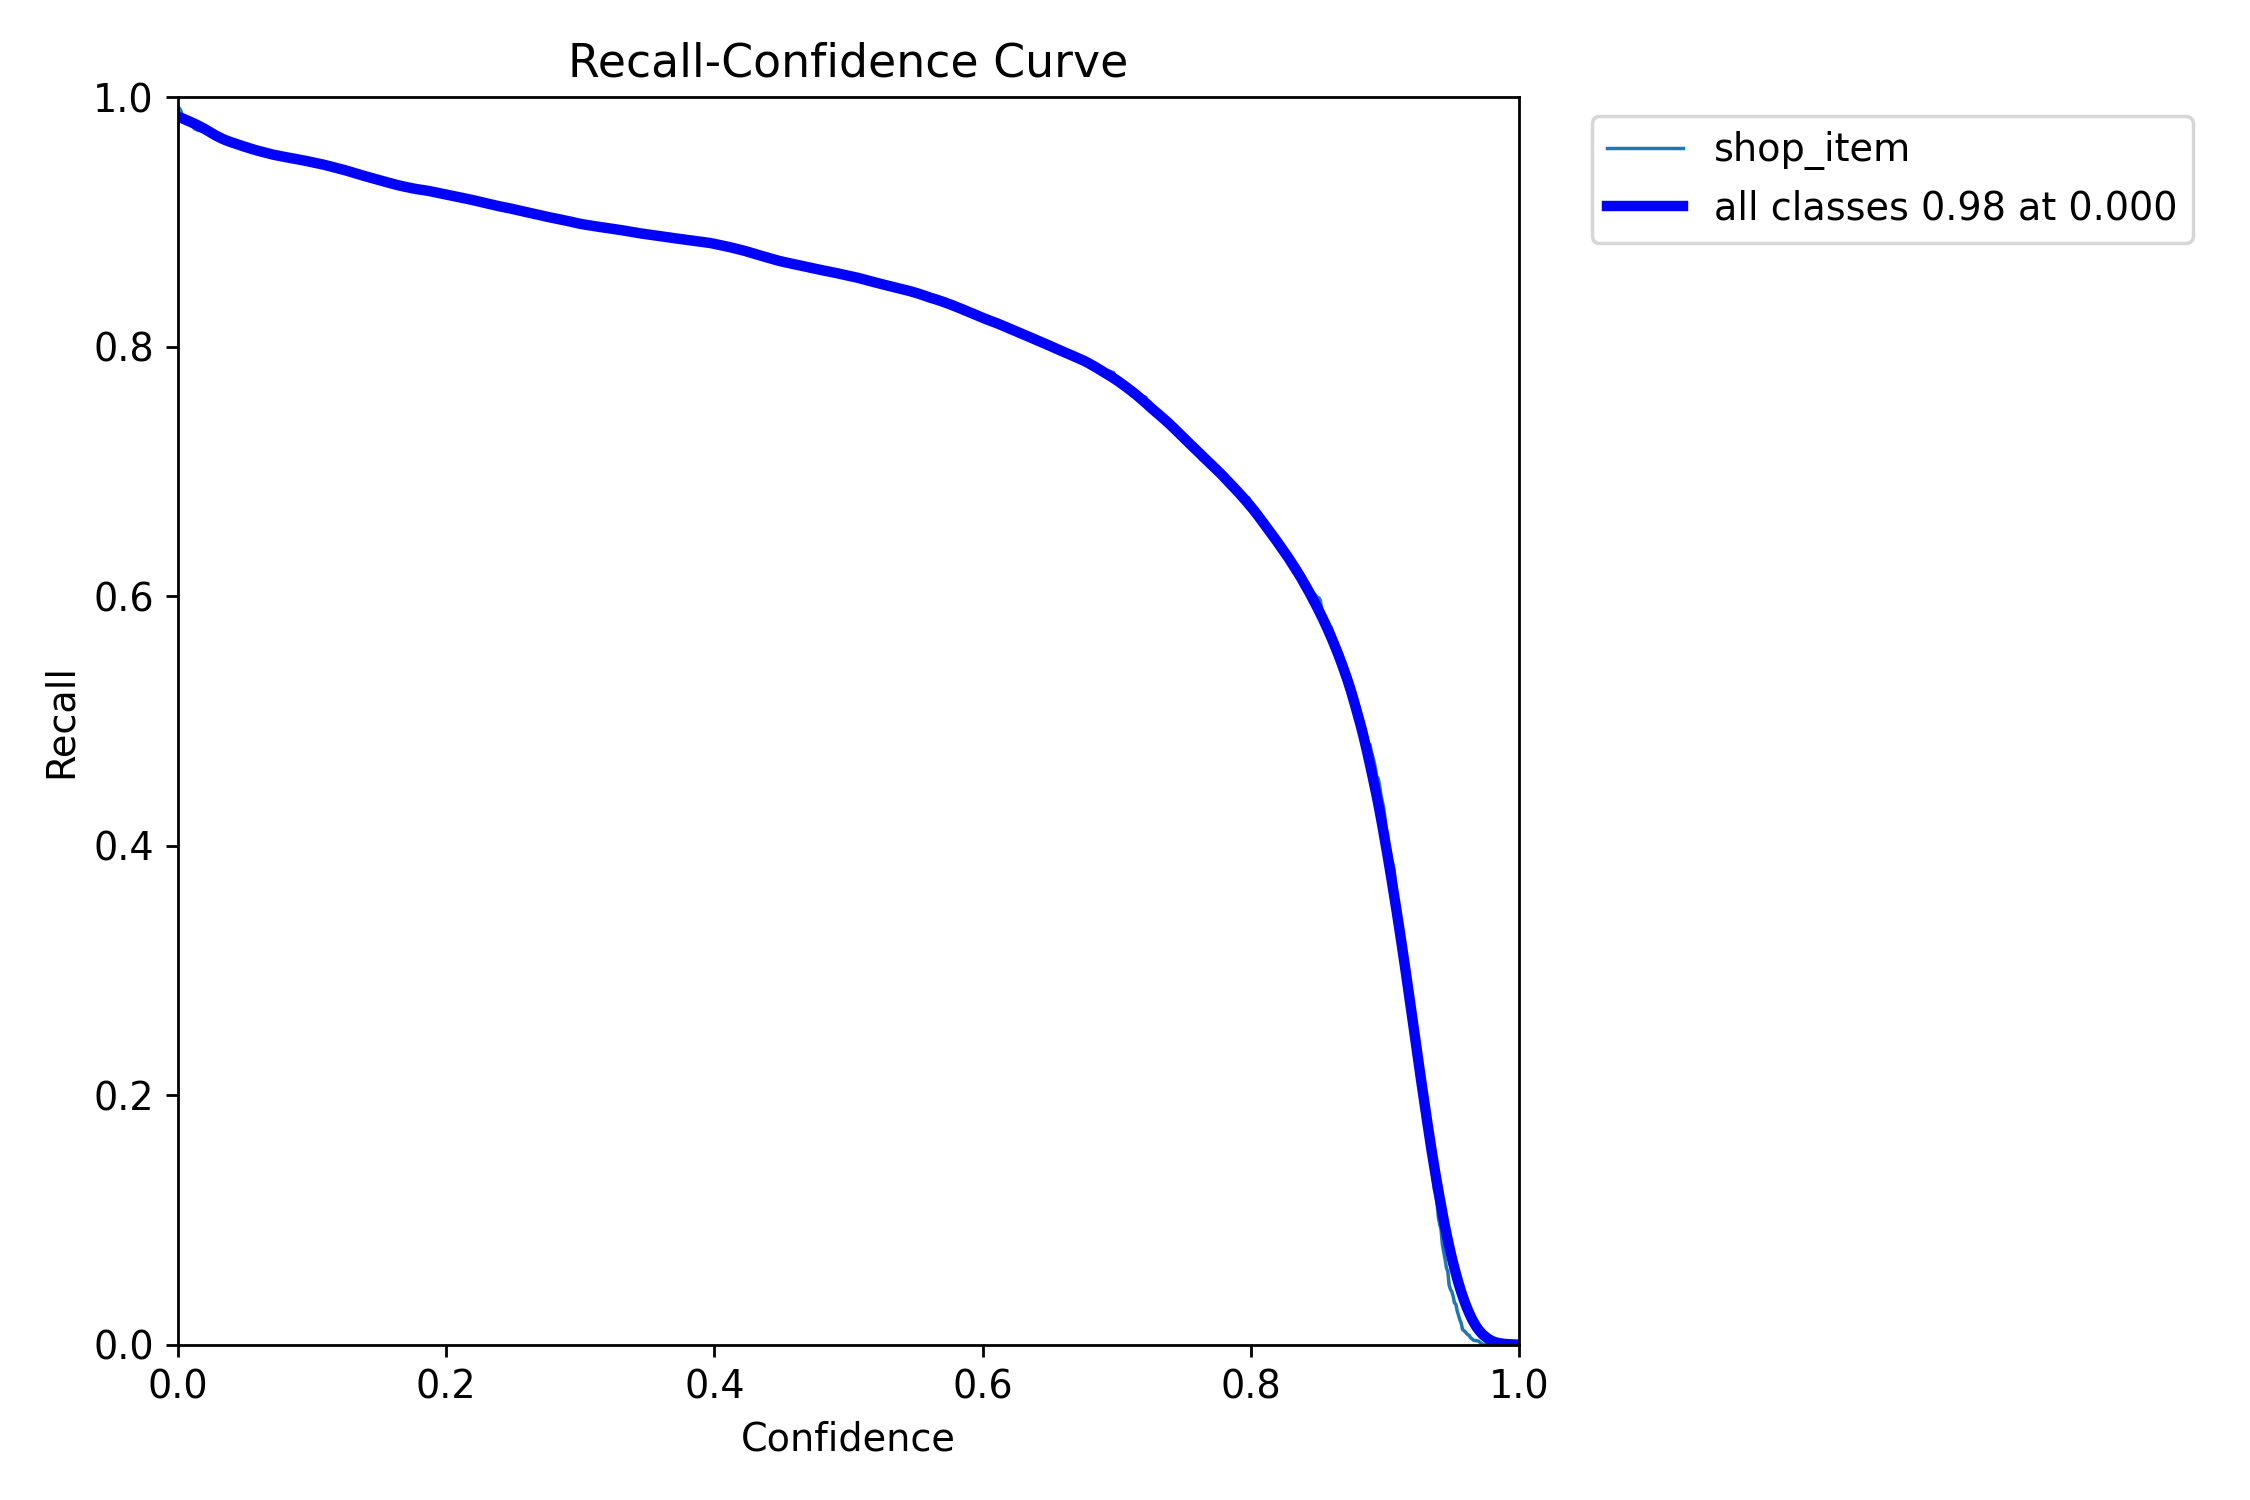 Recall-Confidence Curve
shop_item
all classes 0.98 at 0.000
1.0
0.8
0.6
0.4
0.2
0.0
Recall
0.0 0.2 0.4 0.6 0.8 1.0
Confidence